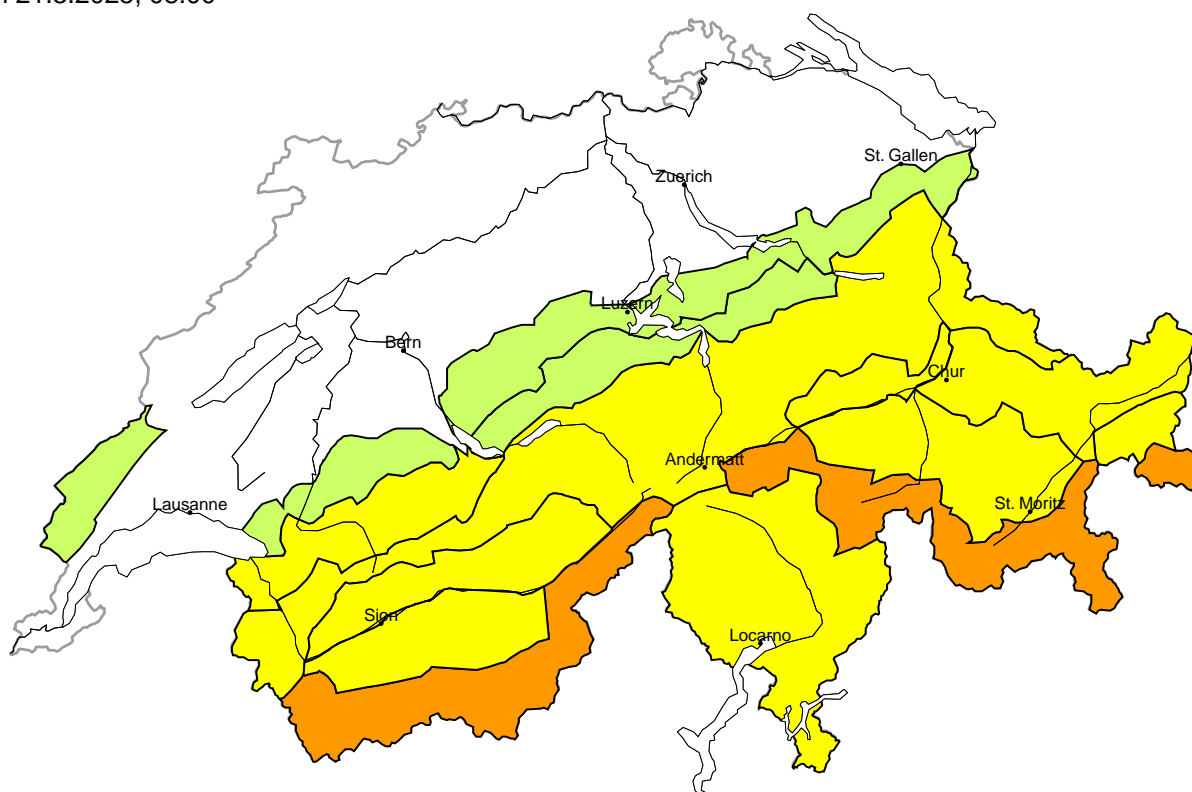 St. Gallen
Zuerich
Luzern
Bern
Chur
Andermatt
Lausanne
St. Moritz
Sion
Locarno